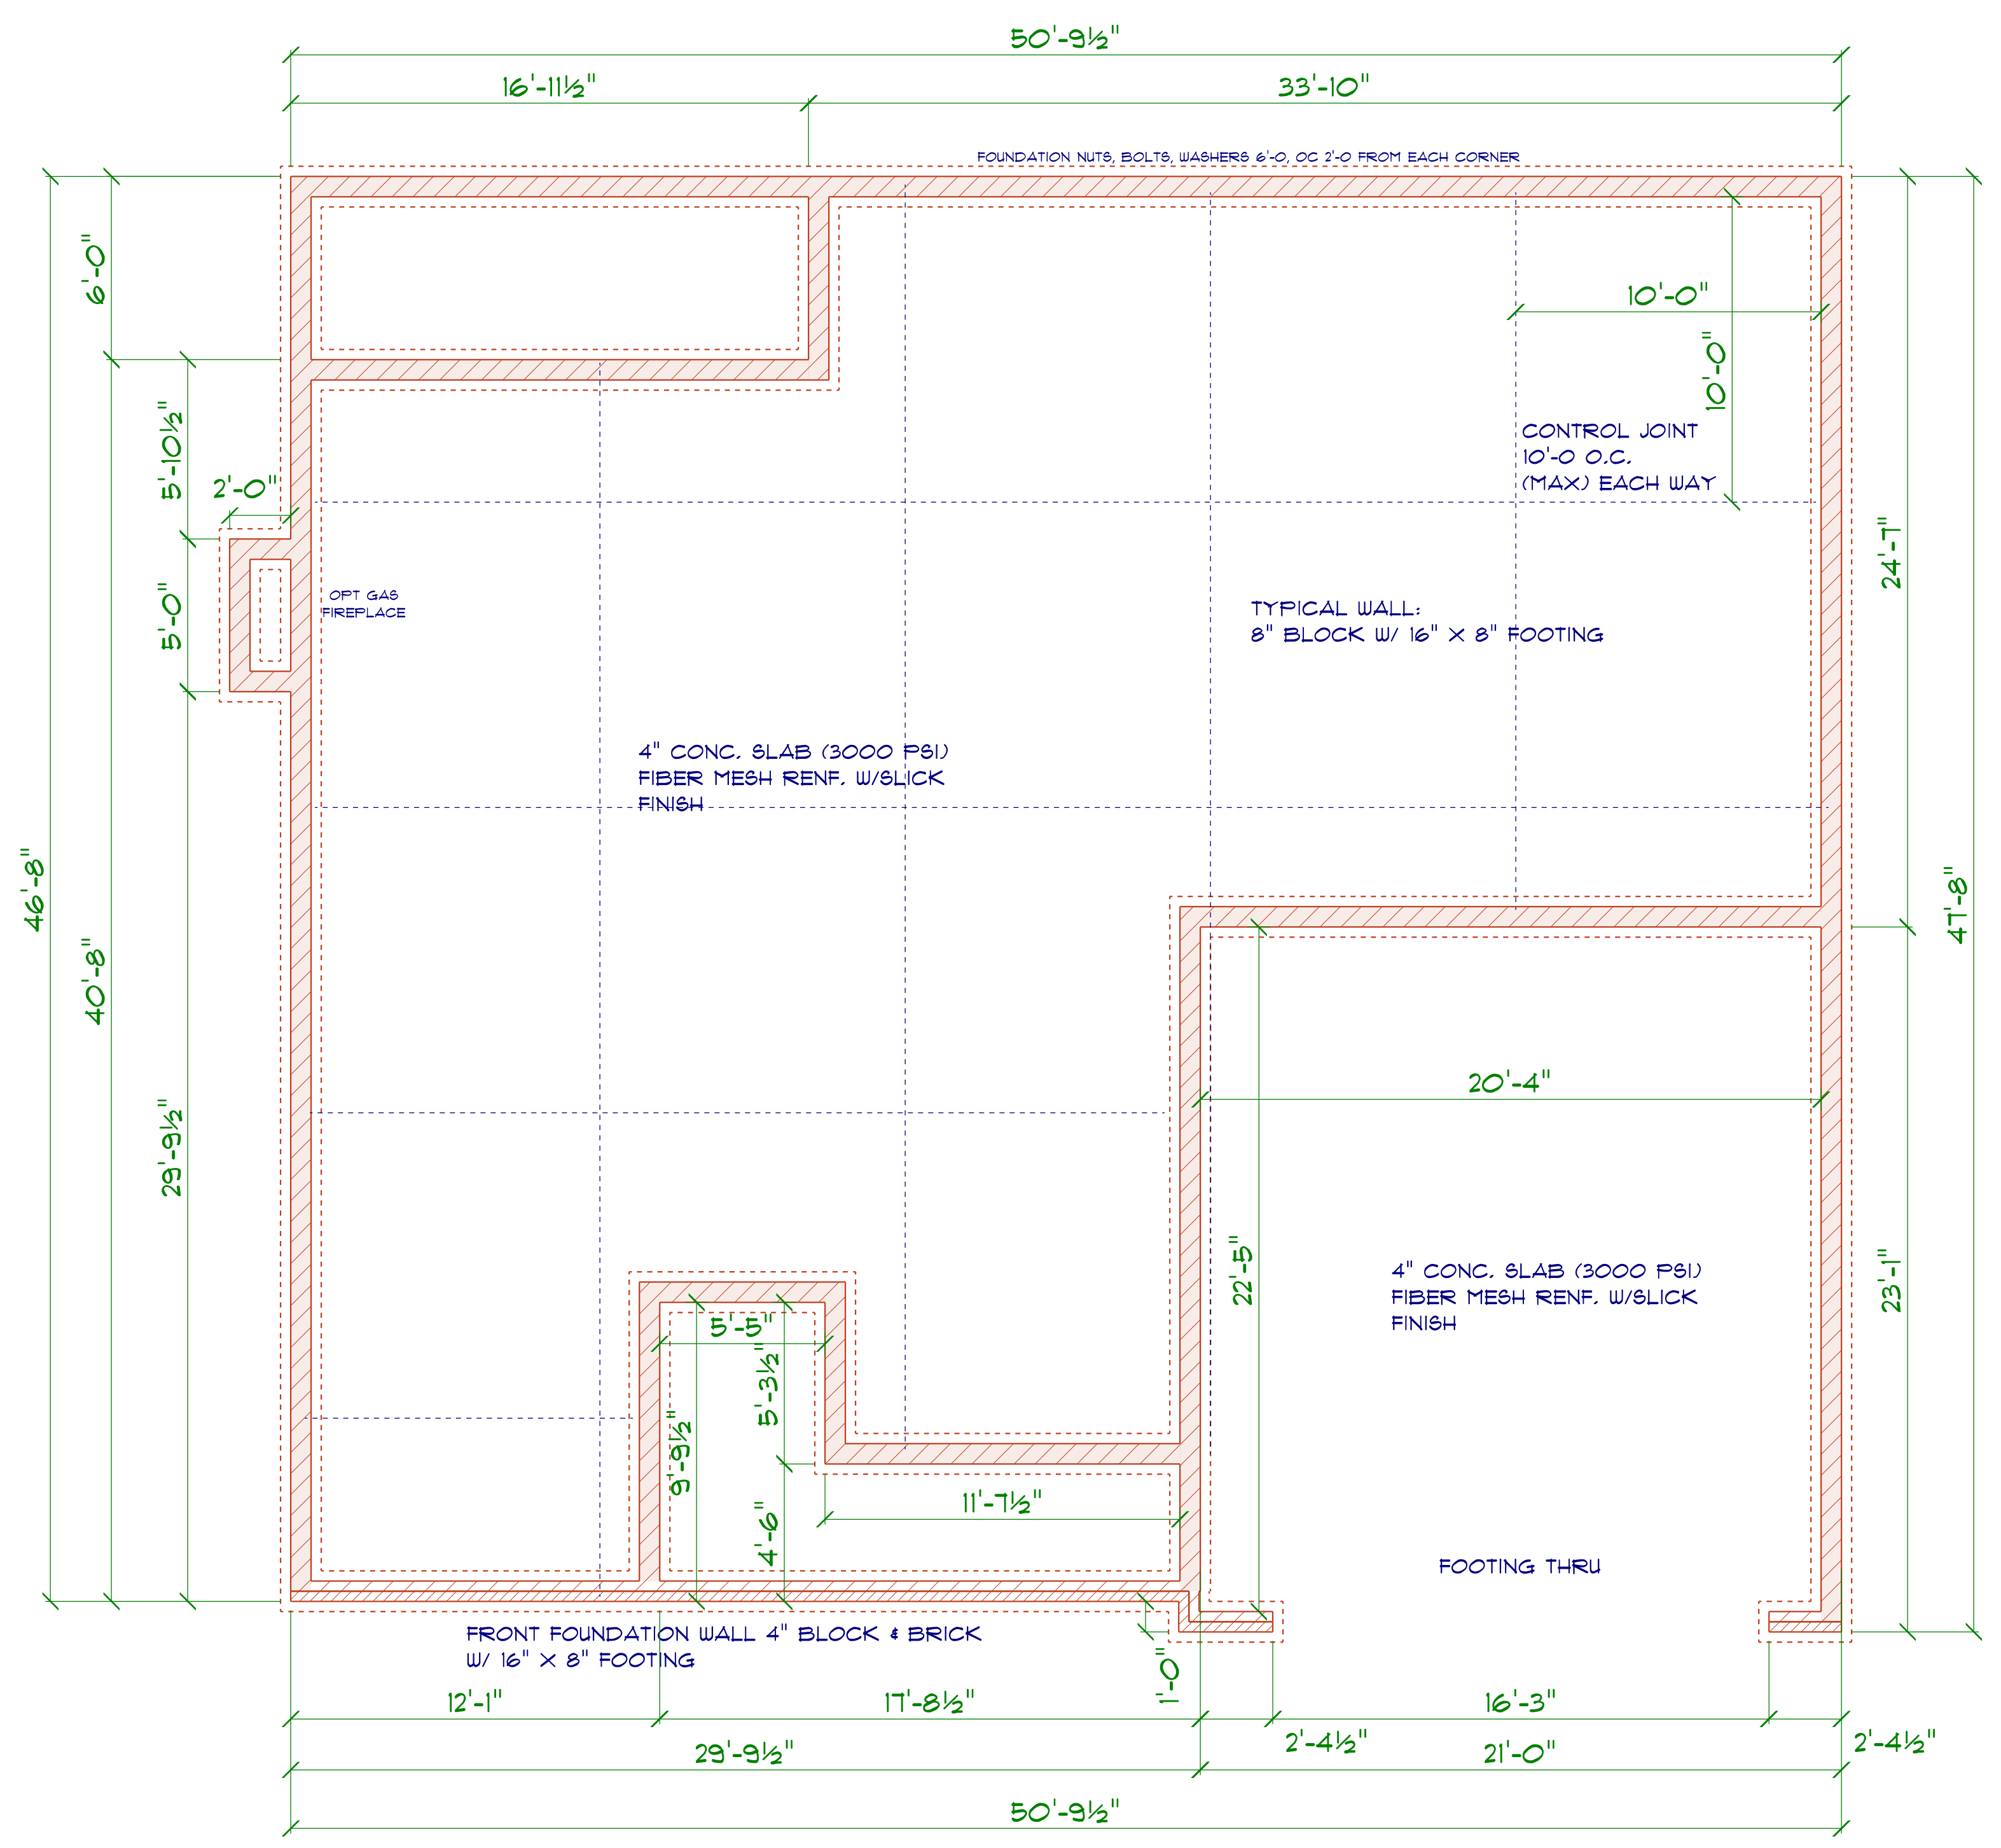 50'-9½"
16'-11½"
33'-10"
FOUNDATION NUTS, BOLTS, WASHERS 6'-0, OC 2'-0 FROM EACH CORNER
6'-0"
10'-0"
10'-0"
5'-10½"
CONTROL JOINT
10'-0 O.C.
(MAX) EACH WAY
2'-0"
24'-7"
OPT GAS
FIREPLACE
5'-0"
TYPICAL WALL:
8" BLOCK W/ 16" X 8" FOOTING
4" CONC. SLAB (3000 PSI)
FIBER MESH RENF. W/SLICK
FINISH
46'-8"
47'-8"
40'-8"
20'-4"
29'-9½"
22'-5"
23'-1"
4" CONC. SLAB (3000 PSI)
FIBER MESH RENF. W/SLICK
FINISH
5'-5"
5'-3½"
9'-9½"
11'-7½"
4'-6"
FOOTING THRU
FRONT FOUNDATION WALL 4" BLOCK & BRICK
W/ 16" X 8" FOOTING
1'-0"
12'-1"
17'-8½"
16'-3"
2'-4½"
2'-4½"
29'-9½"
21'-0"
50'-9½"